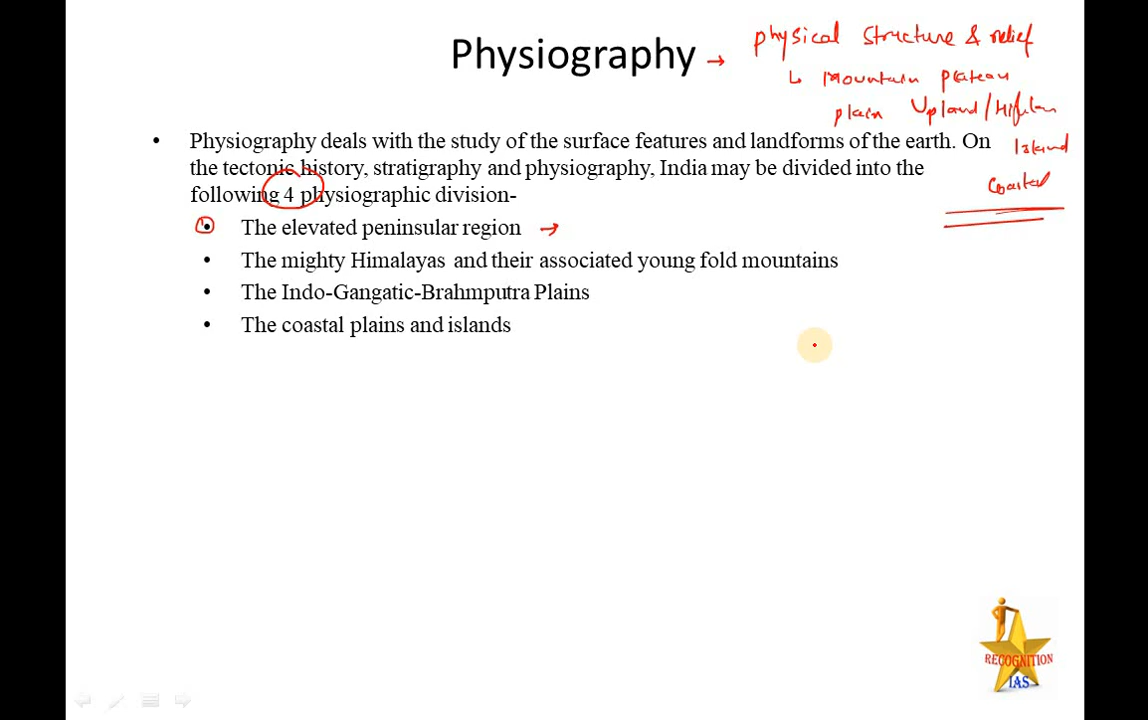 Physiography → physical structure & relief
↳ Mountain plateau
plain Upland/
• Physiography deals with the study of the surface features and landforms of the earth. On
Island
the tectonic history, stratigraphy and physiography, India may be divided into the
coastal
following 4 physiographic division-
• The elevated peninsular region →
• The mighty Himalayas and their associated young fold mountains
• The Indo-Gangatic-Brahmputra Plains
• The coastal plains and islands
RECOGNITION
IAS